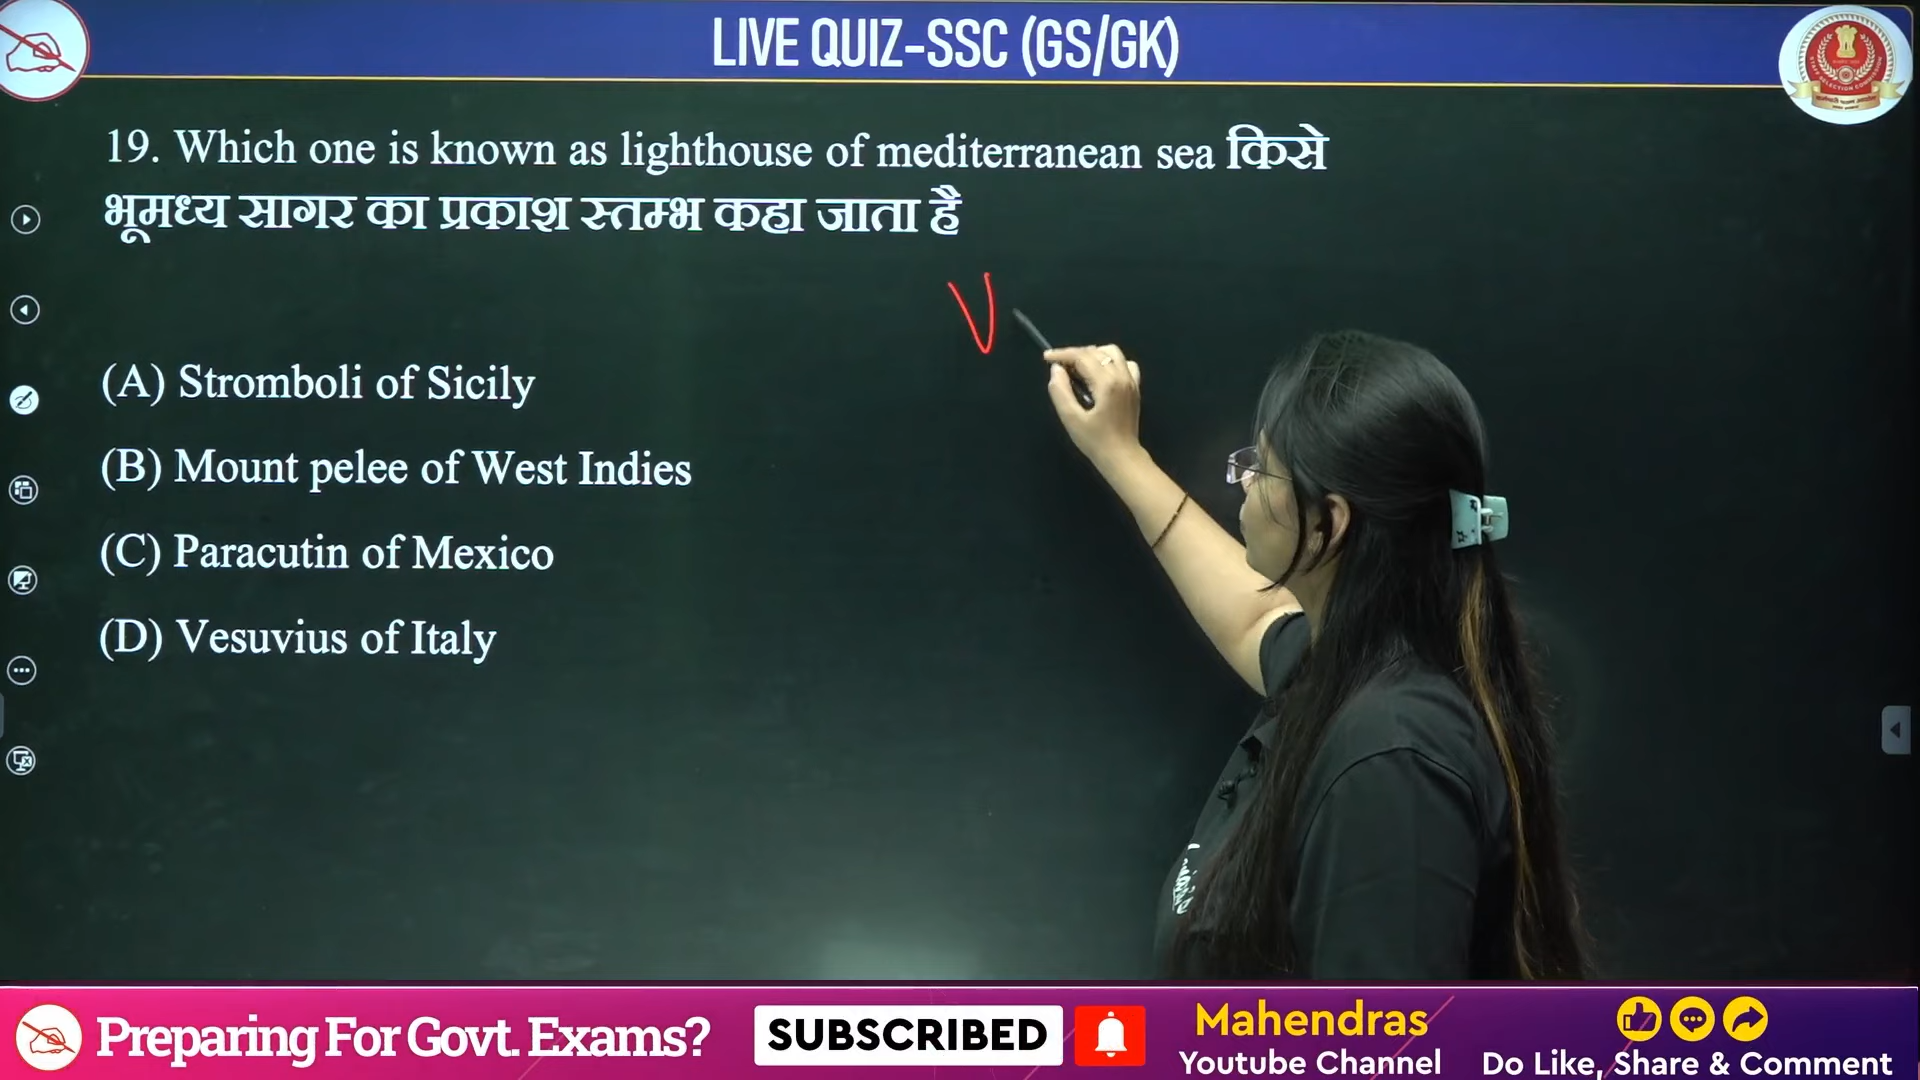 LIVE QUIZ-SSC (GS/GK)
19. Which one is known as lighthouse of mediterranean sea किसे
भूमध्य सागर का प्रकाश स्तम्भ कहा जाता है
V
(A) Stromboli of Sicily
(B) Mount pelee of West Indies
(C) Paracutin of Mexico
(D) Vesuvius of Italy
Preparing For Govt. Exams?
SUBSCRIBED
Mahendras
Youtube Channel
Do Like, Share & Comment